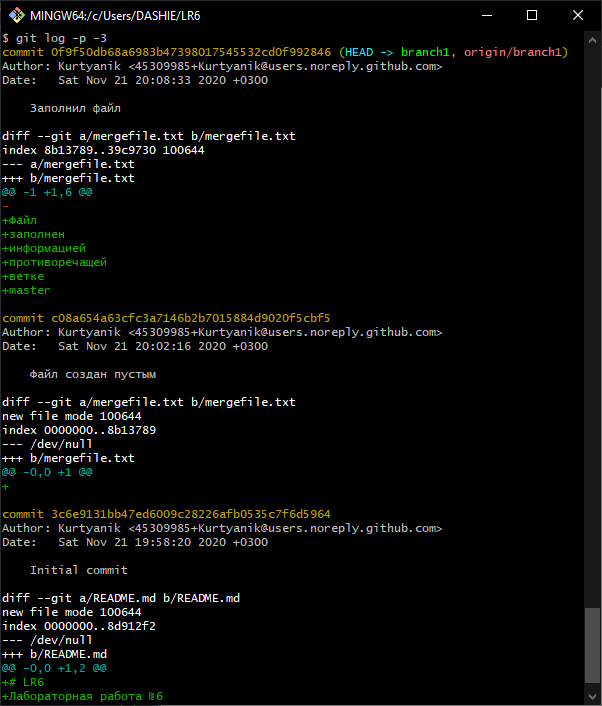 MINGW64:/c/Users/DASHIE/LR6
$ git log -p -3
commit 0f9f50db68a6983b47398017545532cd0f992846 (HEAD -> branch1, origin/branch1)
Author: Kurtyanik <45309985+Kurtyanik@users.noreply.github.com>
Date:   Sat Nov 21 20:08:33 2020 +0300
    Заполнил файл
diff --git a/mergefile.txt b/mergefile.txt
index 8b13789..39c9730 100644
--- a/mergefile.txt
+++ b/mergefile.txt
@@ -1 +1,6 @@
-
+Файл
+заполнен
+информацией
+противоречащей
+ветке
+master
commit c08a654a63cfc3a7146b2b7015884d9020f5cbf5
Author: Kurtyanik <45309985+Kurtyanik@users.noreply.github.com>
Date:   Sat Nov 21 20:02:16 2020 +0300
    Файл создан пустым
diff --git a/mergefile.txt b/mergefile.txt
new file mode 100644
index 0000000..8b13789
--- /dev/null
+++ b/mergefile.txt
@@ -0,0 +1 @@
+
commit 3c6e9131bb47ed6009c28226afb0535c7f6d5964
Author: Kurtyanik <45309985+Kurtyanik@users.noreply.github.com>
Date:   Sat Nov 21 19:58:20 2020 +0300
    Initial commit
diff --git a/README.md b/README.md
new file mode 100644
index 0000000..8d912f2
--- /dev/null
+++ b/README.md
@@ -0,0 +1,2 @@
+# LR6
+Лабораторная работа №6